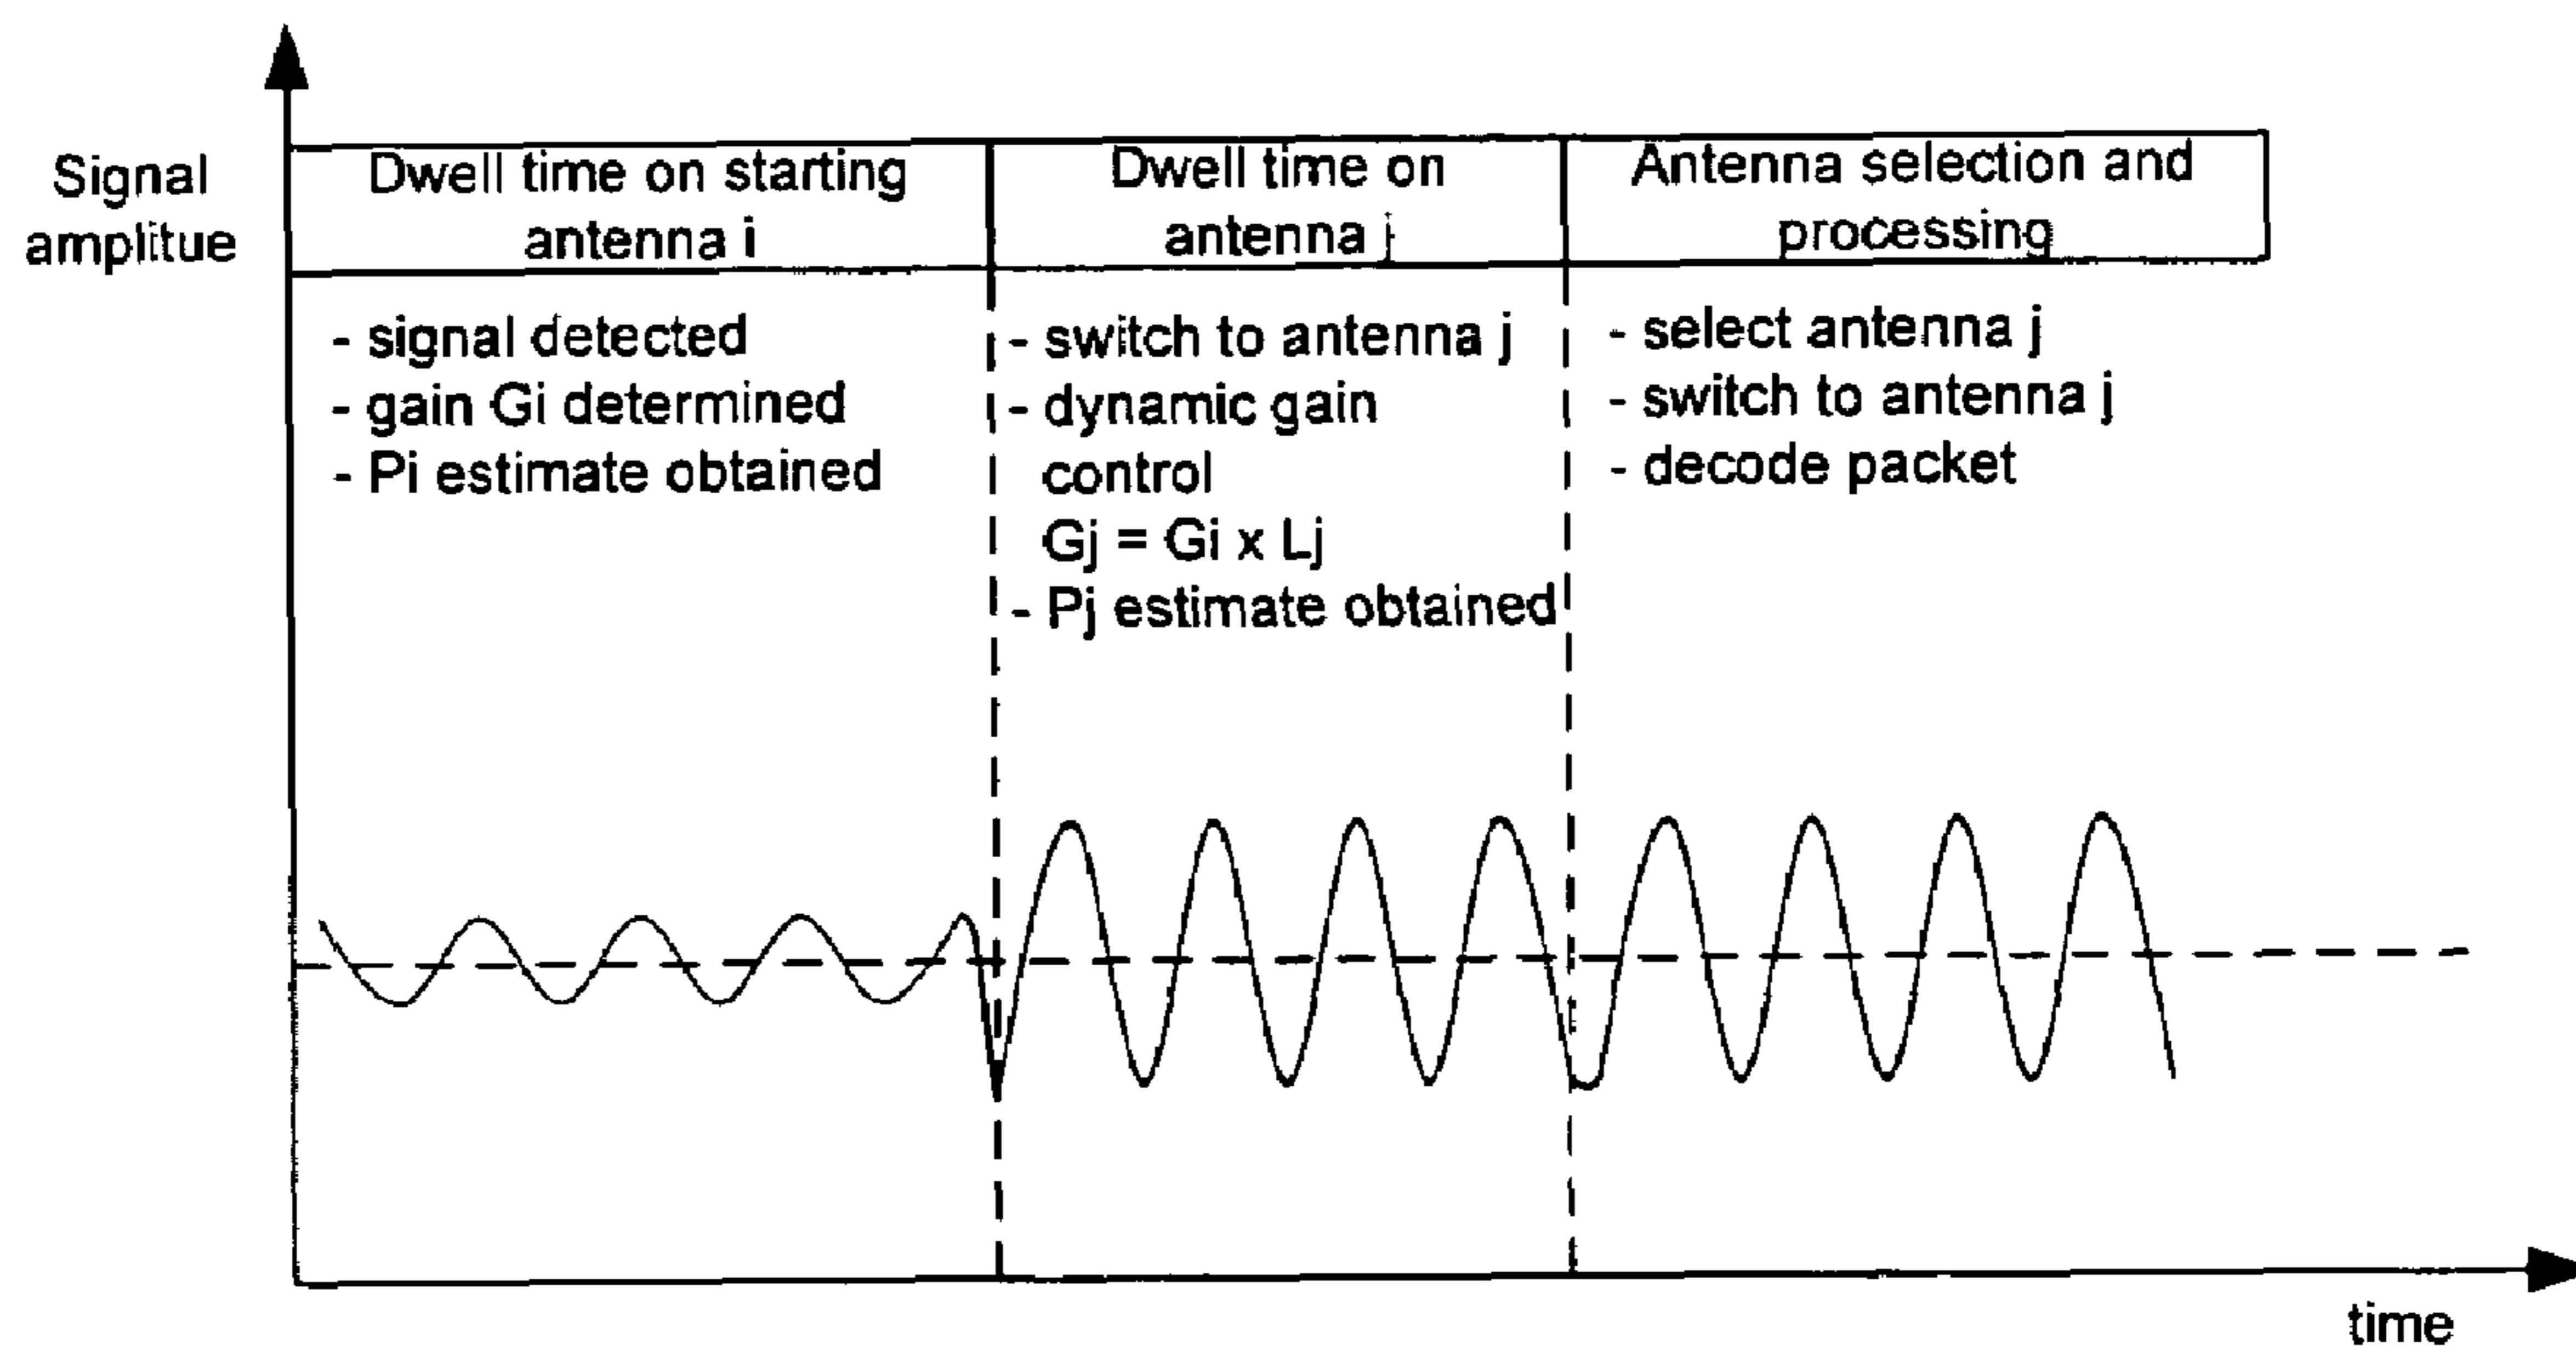 Signal
amplitue
Dwell time on starting
antenna i
Dwell time on
antenna j
Antenna selection and
processing
- signal detected
- gain Gi determined
- Pi estimate obtained
- switch to antenna j
- dynamic gain
control
Gj = Gi x Lj
- Pj estimate obtained
- select antenna j
- switch to antenna j
- decode packet
time